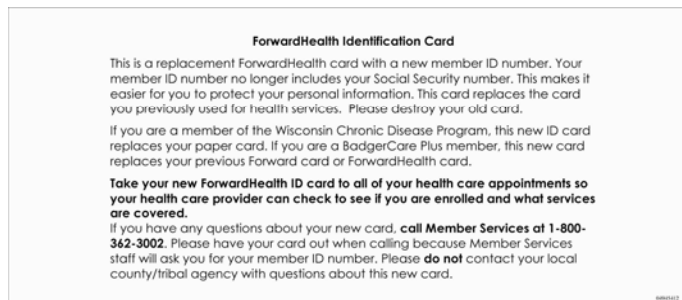 ForwardHealth Identification Card
This is a replacement ForwardHealth card with a new member ID number. Your
member ID number no longer includes your Social Security number. This makes it
easier for you to protect your personal information. This card replaces the card
you previously used for health services. Please destroy your old card.
If you are a member of the Wisconsin Chronic Disease Program, this new ID card
replaces your paper card. If you are a BadgerCare Plus member, this new card
replaces your previous Forward card or ForwardHealth card.
Take your new ForwardHealth ID card to all of your health care appointments so
your health care provider can check to see if you are enrolled and what services
are covered.
If you have any questions about your new card, call Member Services at 1-800-
362-3002. Please have your card out when calling because Member Services
staff will ask you for your member ID number. Please do not contact your local
county/tribal agency with questions about this new card.